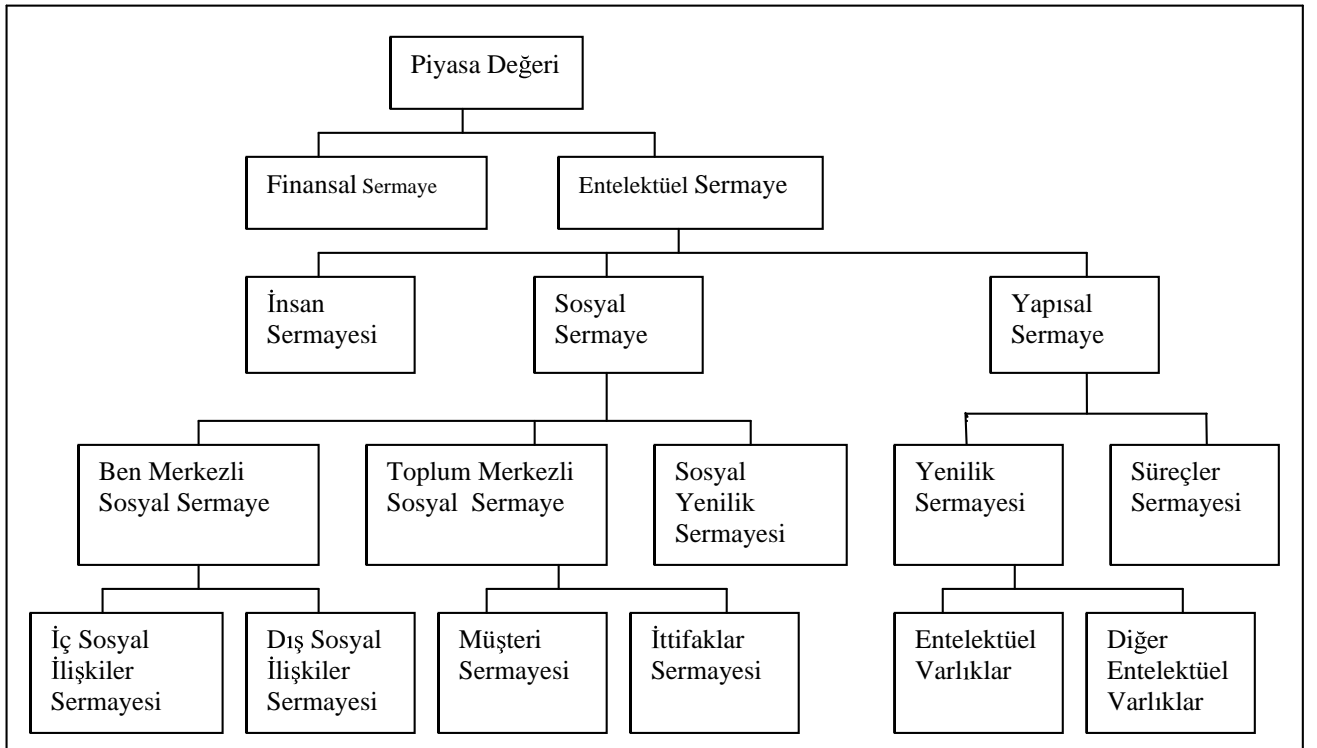 Piyasa Değeri
Finansal Sermaye
Entelektüel Sermaye
İnsan
Sermayesi
Sosyal
Sermaye
Yapısal
Sermaye
Ben Merkezli
Sosyal Sermaye
Toplum Merkezli
Sosyal Sermaye
Sosyal
Yenilik
Sermayesi
Yenilik
Sermayesi
Süreçler
Sermayesi
İç Sosyal
İlişkiler
Sermayesi
Dış Sosyal
İlişkiler
Sermayesi
Müşteri
Sermayesi
İttifaklar
Sermayesi
Entelektüel
Varlıklar
Diğer
Entelektüel
Varlıklar